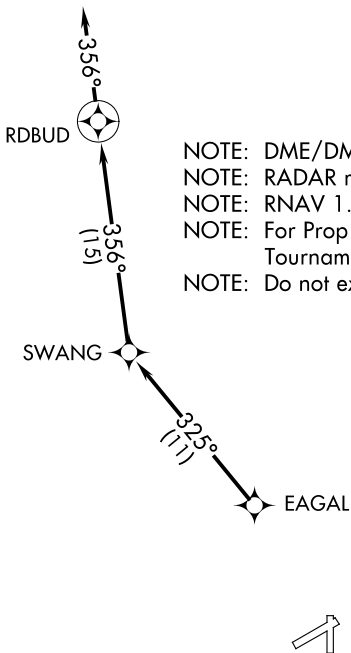 356°
RDBUD
NOTE: DME/DM
NOTE: RADAR
NOTE: RNAV 1.
NOTE: For Prop
Tournam
NOTE: Do not ex
356°
(15)
SWANG
325°
(11)
EAGAL